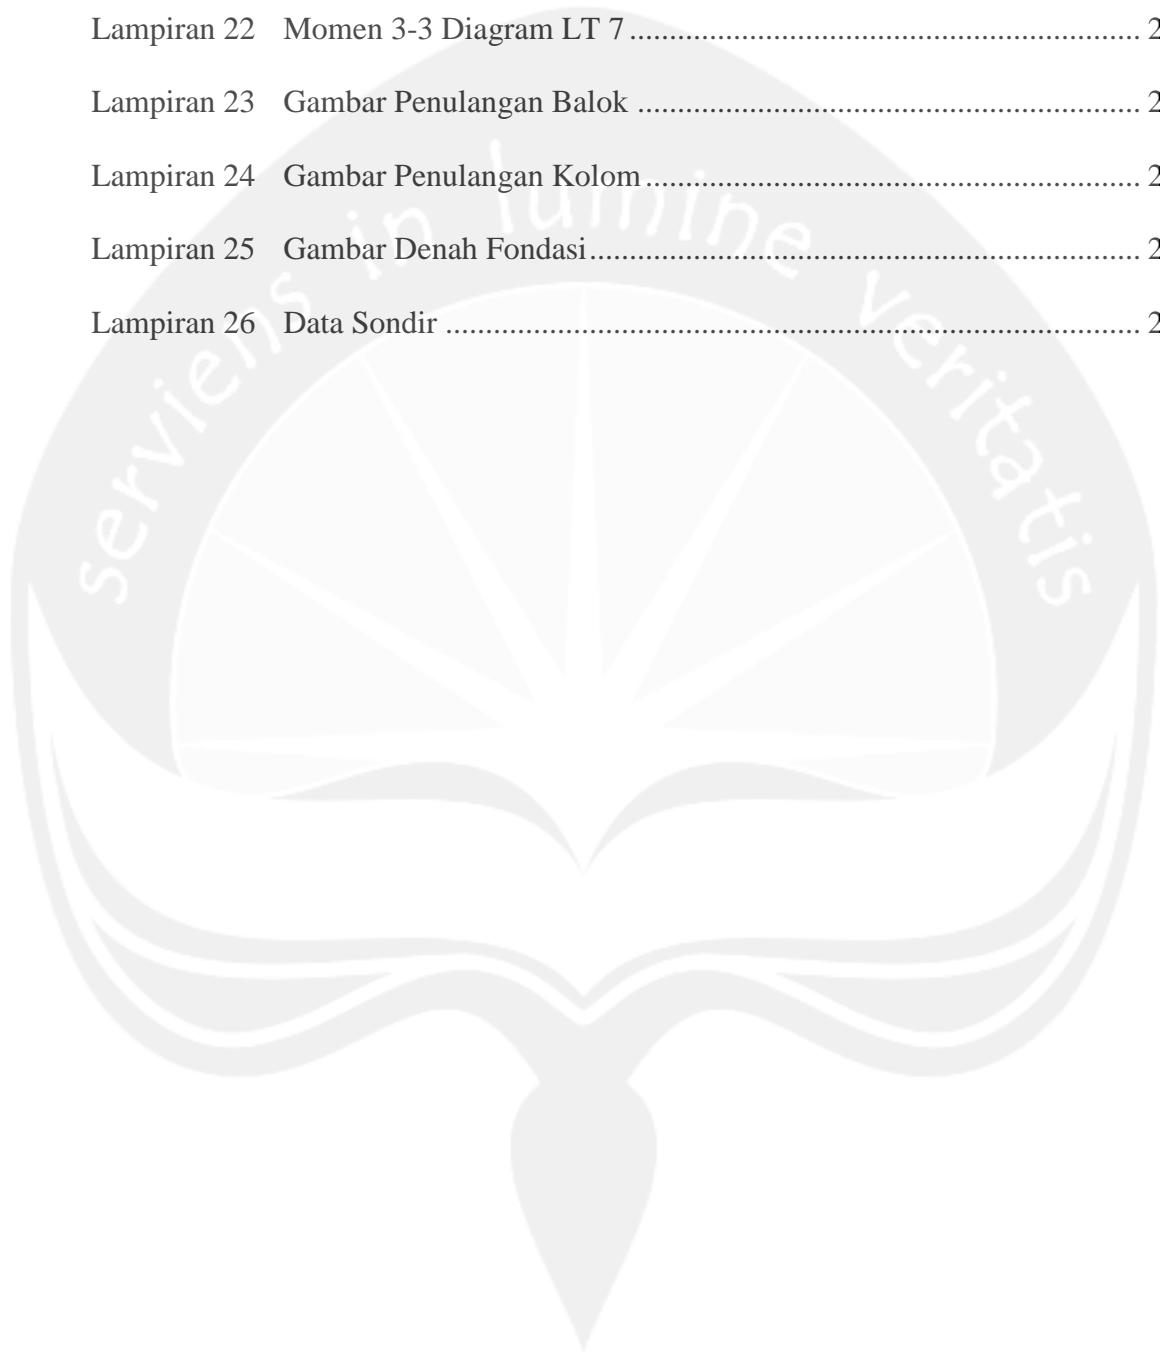 Lampiran 22 Momen 3-3 Diagram LT 7 ...................................................... 2
Lampiran 23 Gambar Penulangan Balok ..................................................... 2
Lampiran 24 Gambar Penulangan Kolom .................................................... 2
Lampiran 25 Gambar Denah Fondasi .......................................................... 2
Lampiran 26 Data Sondir ......................................................................... 2
serviens in lumine veritatis